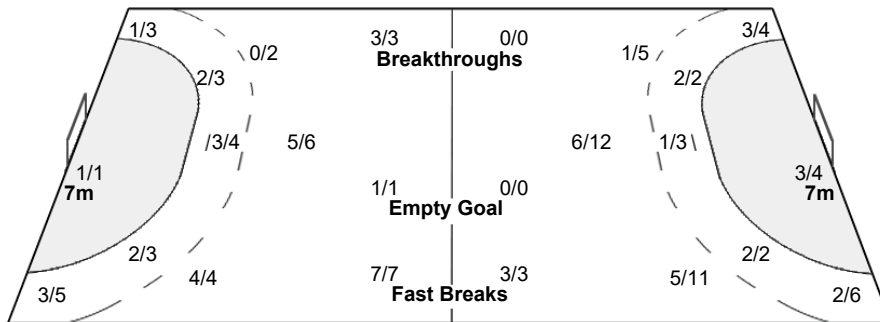 1/3 3/3 0/0 3/4
0/2 Breakthroughs 1/5
2/3 2/2
3/4 5/6 6/12 1/3
1/1 3/4
7m 1/1 0/0 7m
Empty Goal
2/3 2/2
4/4 7/7 3/3 5/11
3/5 Fast Breaks 2/6